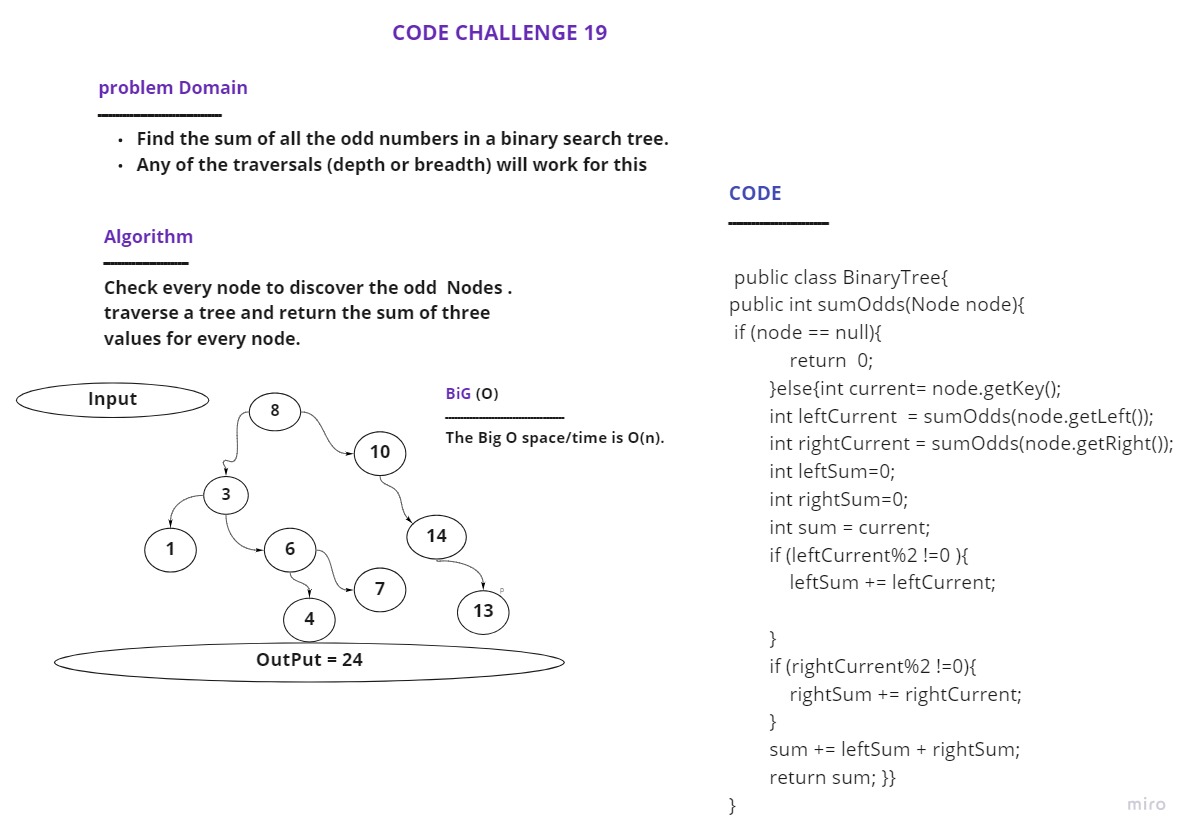 CODE CHALLENGE 19
problem Domain
• Find the sum of all the odd numbers in a binary search tree.
• Any of the traversals (depth or breadth) will work for this
Algorithm
Check every node to discover the odd  Nodes .
traverse a tree and return the sum of three
values for every node.
Input
8
10
3
1
6
14
7
4
13
p
OutPut = 24
BiG (O)
The Big O space/time is O(n).
CODE
public class BinaryTree{
public int sumOdds(Node node){
if (node == null){
return  0;
}else{int current= node.getKey();
int leftCurrent  = sumOdds(node.getLeft());
int rightCurrent = sumOdds(node.getRight());
int leftSum=0;
int rightSum=0;
int sum = current;
if (leftCurrent%2 !=0 ){
leftSum += leftCurrent;
}
if (rightCurrent%2 !=0){
rightSum += rightCurrent;
}
sum += leftSum + rightSum;
return sum; }}
}
miro